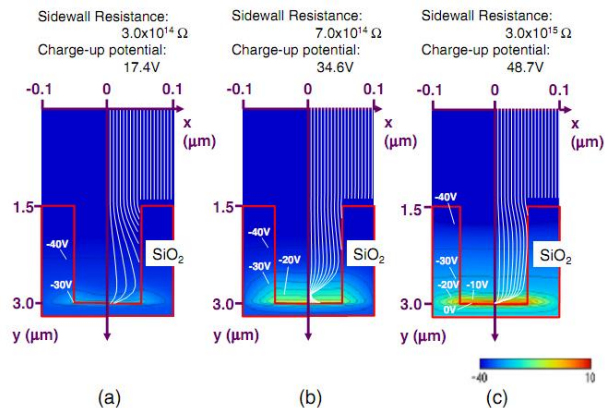 Sidewall Resistance:
3.0x10¹⁴ Ω
Charge-up potential:
17.4V
-0.1 0 0.1
x
(μm)
1.5
-40V
SiO₂
-30V
3.0
y (μm)
(a)
Sidewall Resistance:
7.0x10¹⁴ Ω
Charge-up potential:
34.6V
-0.1 0 0.1
x
(μm)
1.5
-40V
-30V
-20V
SiO₂
3.0
y (μm)
(b)
Sidewall Resistance:
3.0x10¹⁵ Ω
Charge-up potential:
48.7V
-0.1 0 0.1
x
(μm)
1.5
-40V
-30V
SiO₂
-20V
-10V
0V
3.0
y (μm)
-40 10
(c)